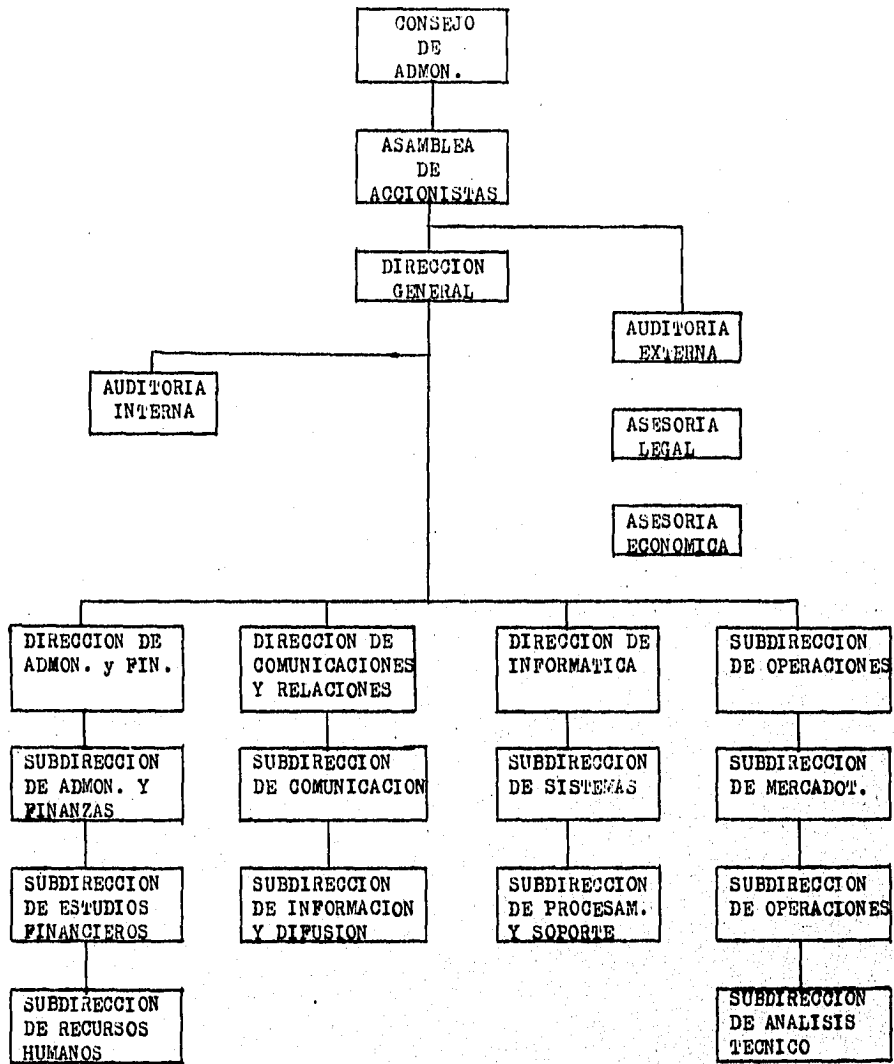 CONSEJO
DE
ADMON.
ASAMBLEA
DE
ACCIONISTAS
DIRECCION
GENERAL
AUDITORIA
EXTERNA
AUDITORIA
INTERNA
ASESORIA
LEGAL
ASESORIA
ECONOMICA
DIRECCION DE
ADMON. y FIN.
DIRECCION DE
COMUNICACIONES
Y RELACIONES
DIRECCION DE
INFORMATICA
SUBDIRECCION
DE OPERACIONES
SUBDIRECCION
DE ADMON. Y
FINANZAS
SUBDIRECCION
DE COMUNICACION
SUBDIRECCION
DE SISTEMAS
SUBDIRECCION
DE MERCADOT.
SUBDIRECCION
DE ESTUDIOS
FINANCIEROS
SUBDIRECCION
DE INFORMACION
Y DIFUSION
SUBDIRECCION
DE PROCESAM.
Y SOPORTE
SUBDIRECCION
DE OPERACIONES
SUBDIRECCION
DE RECURSOS
HUMANOS
SUBDIRECCION
DE ANALISIS
TECNICO